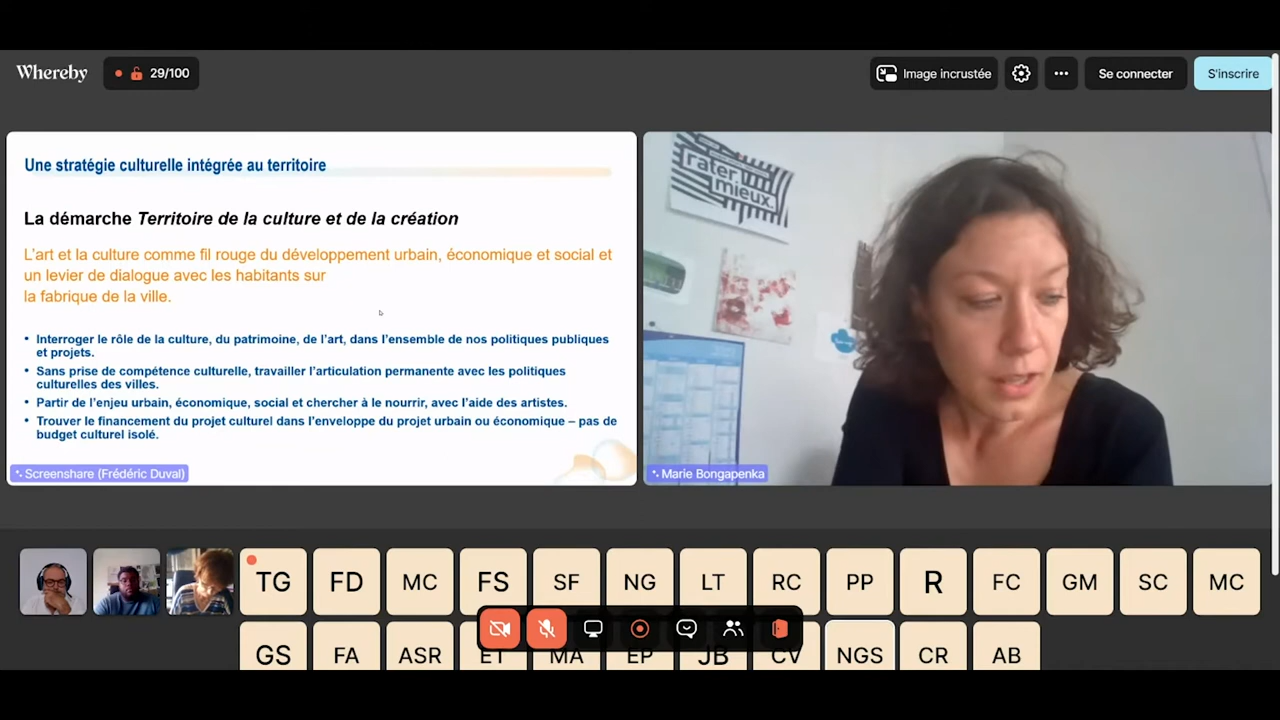 Whereby
29/100
Image incrustée
Se connecter
S'inscrire
Une stratégie culturelle intégrée au territoire
La démarche Territoire de la culture et de la création
L'art et la culture comme fil rouge du développement urbain, économique et social et
un levier de dialogue avec les habitants sur
la fabrique de la ville.
• Interroger le rôle de la culture, du patrimoine, de l'art, dans l'ensemble de nos politiques publiques
et projets.
• Sans prise de compétence culturelle, travailler l'articulation permanente avec les politiques
culturelles des villes.
• Partir de l'enjeu urbain, économique, social et chercher à le nourrir, avec l'aide des artistes.
• Trouver le financement du projet culturel dans l'enveloppe du projet urbain ou économique – pas de
budget culturel isolé.
Screenshare (Frédéric Duval)
rater
mieux.
Marie Bongapenka
TG FD MC FS SF NG LT RC PP R FC GM SC MC
GS FA ASR ET MA EP JB CV NGS CR AB